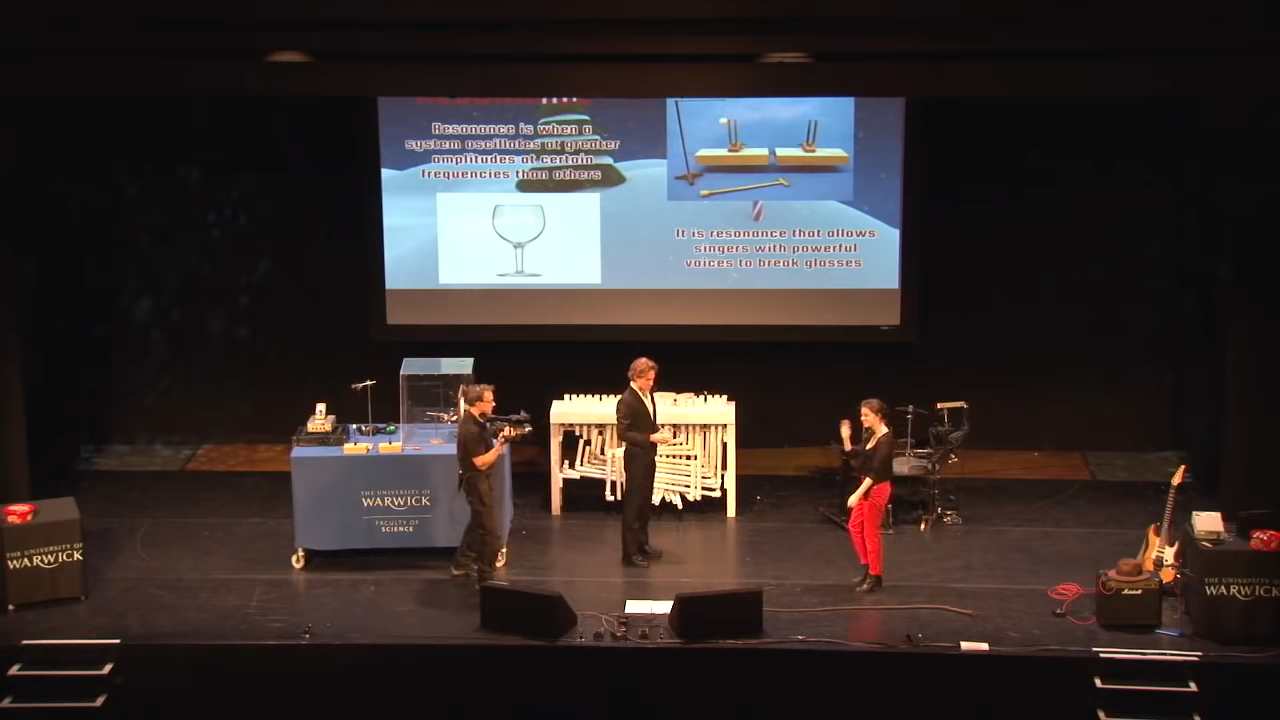 Resonance is when a
system oscillates at greater
amplitudes at certain
frequencies than others
It is resonance that allows
singers with powerful
voices to break glasses
THE UNIVERSITY OF
WARWICK
FACULTY OF
SCIENCE
THE UNIVERSITY OF
WARWICK
THE UNIVERSITY OF
WARWICK
Marshall